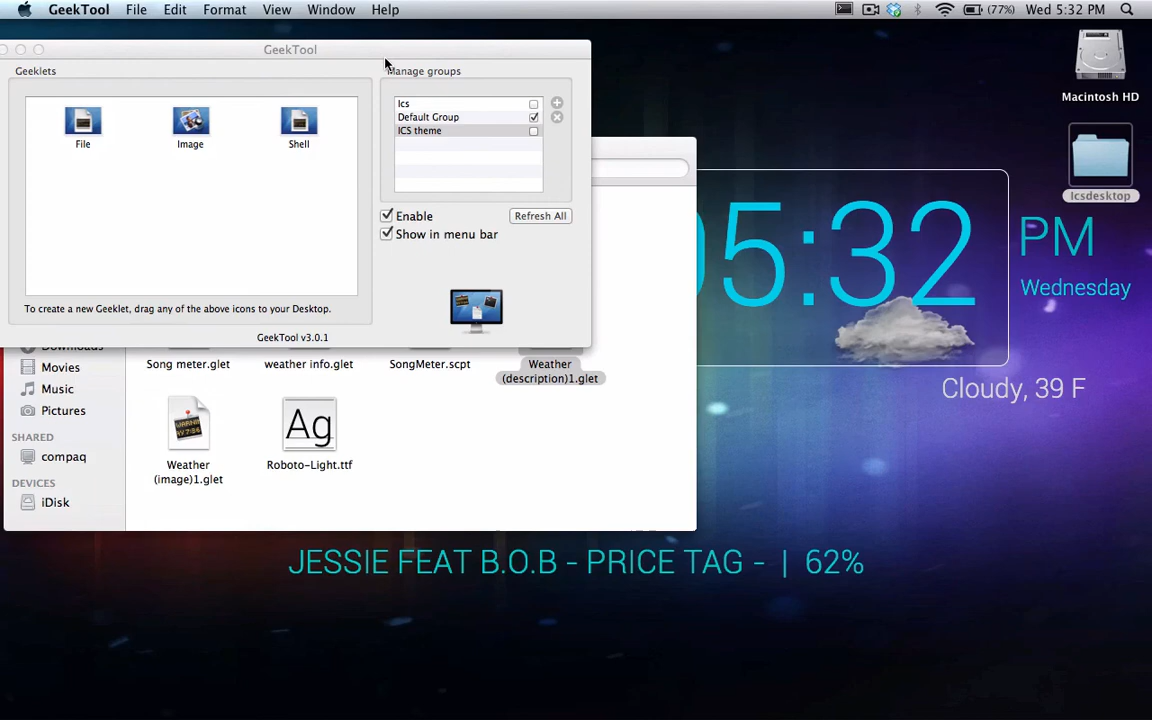 GeekTool File Edit Format View Window Help (77%) Wed 5:32 PM
GeekTool
Geeklets
Manage groups
File
Image
Shell
Ics
Default Group
ICS theme
Enable
Refresh All
Show in menu bar
To create a new Geeklet, drag any of the above icons to your Desktop.
GeekTool v3.0.1
Movies
Music
Pictures
SHARED
compaq
DEVICES
iDisk
Song meter.glet
weather info.glet
SongMeter.scpt
Weather
(description)1.glet
WARNI
Weather
(image)1.glet
Ag
Roboto-Light.ttf
Macintosh HD
Icsdesktop
05:32
PM
Wednesday
Cloudy, 39 F
JESSIE FEAT B.O.B - PRICE TAG - | 62%